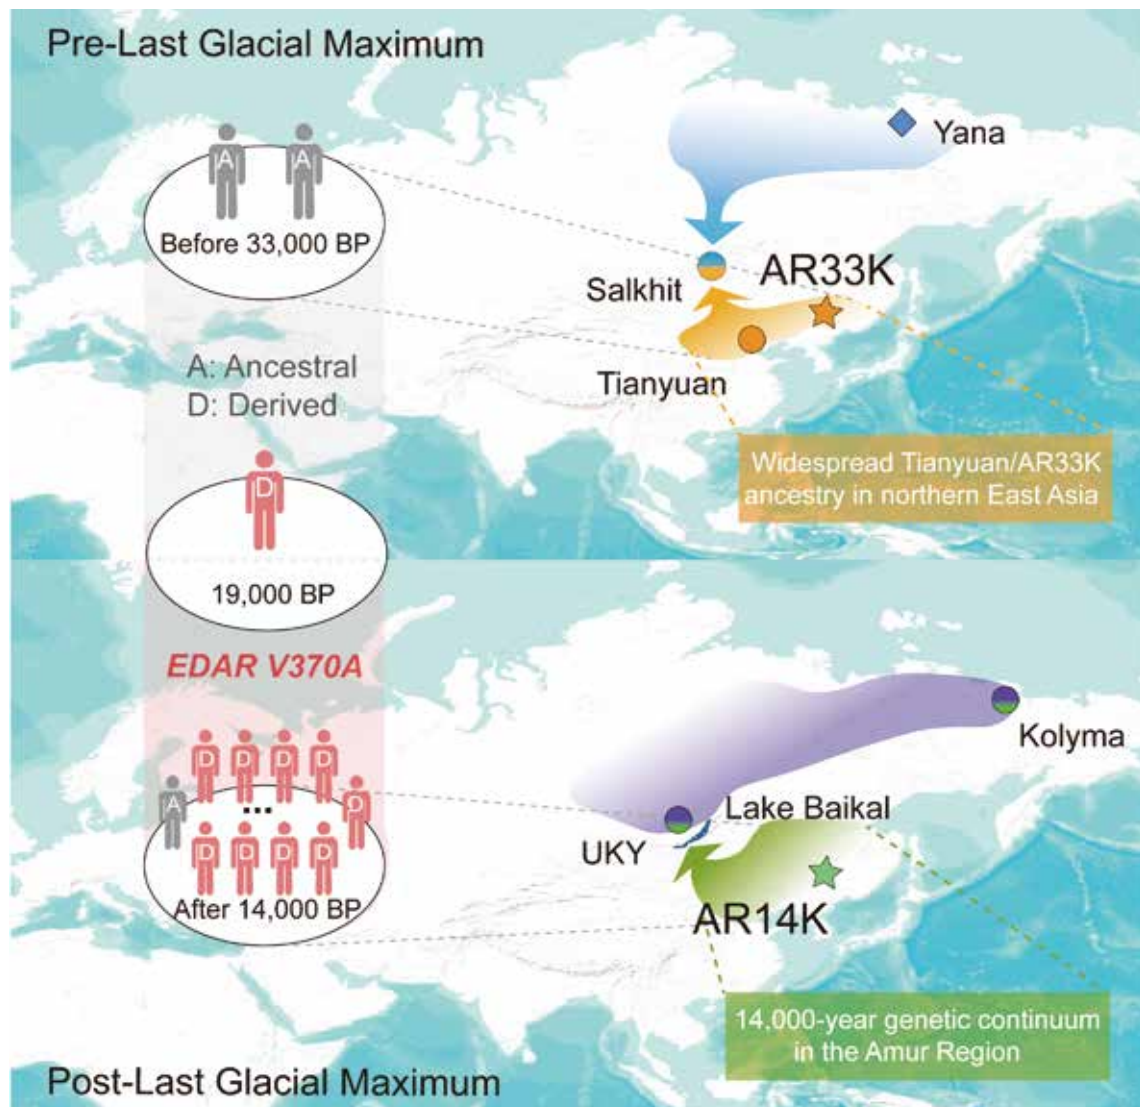 Pre-Last Glacial Maximum
A
A
Before 33,000 BP
Yana
Salkhit
AR33K
Tianyuan
A: Ancestral
D: Derived
Widespread Tianyuan/AR33K
ancestry in northern East Asia
D
19,000 BP
EDAR V370A
D D D D
A ... D
D D D D
After 14,000 BP
Kolyma
Lake Baikal
UKY
AR14K
14,000-year genetic continuum
in the Amur Region
Post-Last Glacial Maximum